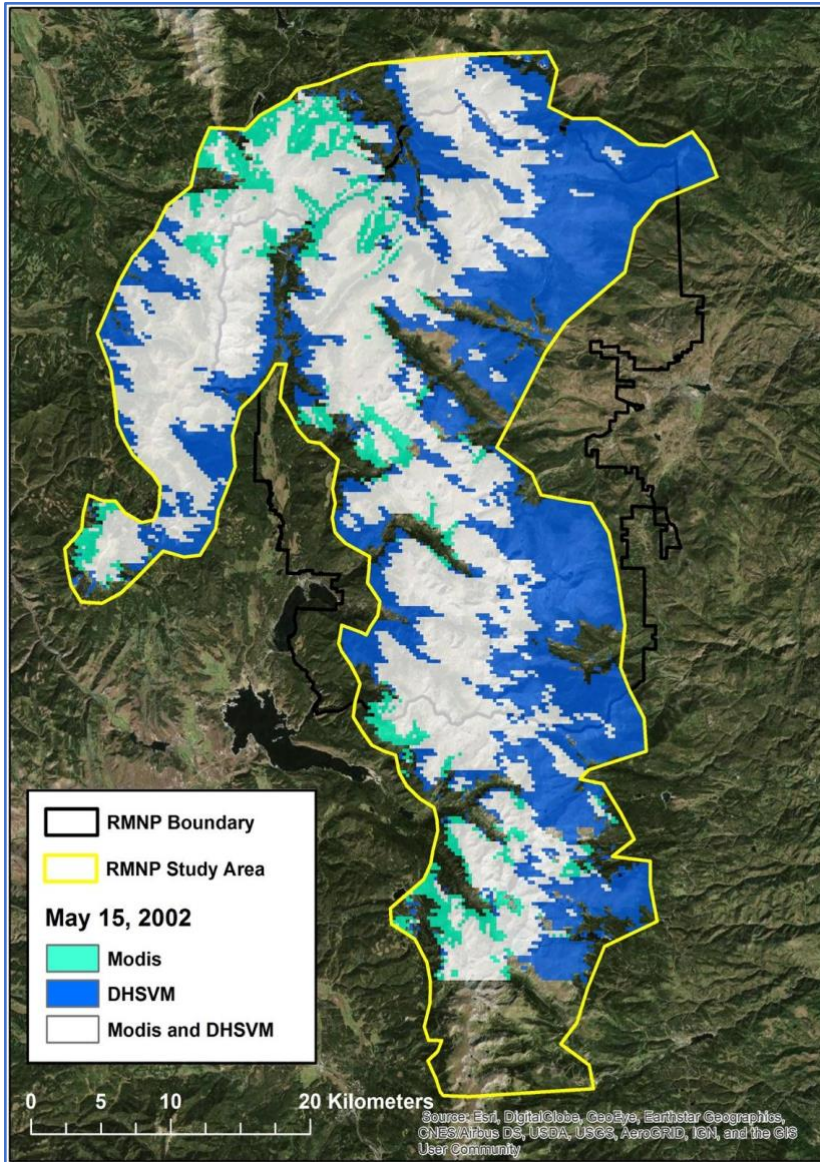 RMNP Boundary
RMNP Study Area
May 15, 2002
Modis
DHSVM
Modis and DHSVM
0 5 10 20 Kilometers
Source: Esri, DigitalGlobe, GeoEye, Earthstar Geographics,
CNES/Airbus DS, USDA, USGS, AeroGRID, IGN, and the GIS
User Community